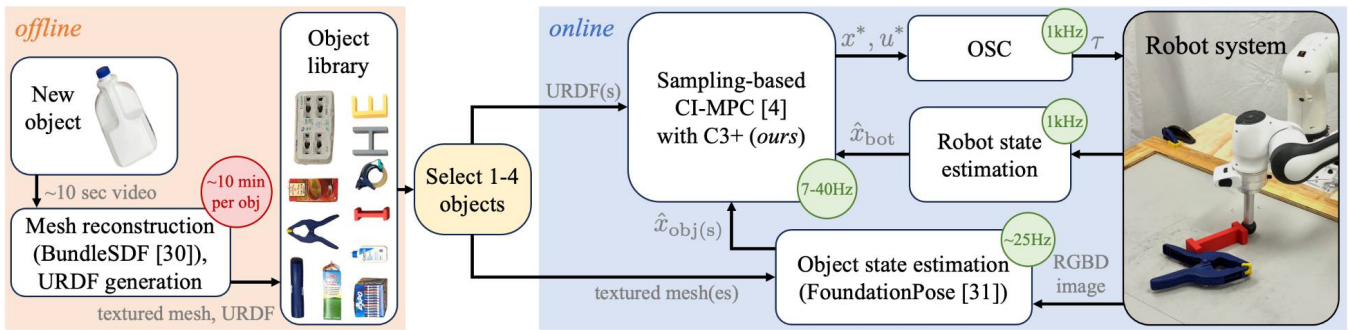 offline
New
object
~10 sec video
~10 min
per obj
Mesh reconstruction
(BundleSDF [30]),
URDF generation
textured mesh, URDF
Object
library
Select 1-4
objects
URDF(s)
textured mesh(es)
online
Sampling-based
CI-MPC [4]
with C3+ (ours)
7-40Hz
x*, u*
OSC
1kHz
τ
x̂bot
Robot state
estimation
1kHz
x̂obj(s)
Object state estimation
(FoundationPose [31])
~25Hz
RGBD
image
Robot system